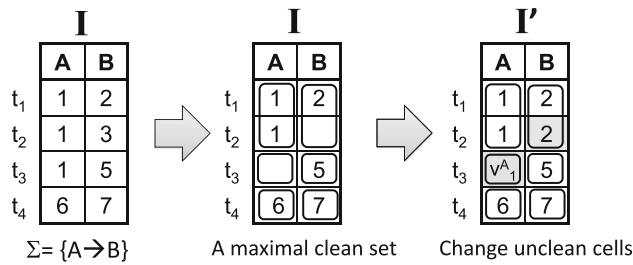 I I I’
A B A B A B
t1 1 2 t1 1 2 t1 1 2
t2 1 3 t2 1 t2 1 2
t3 1 5 t3 5 t3 vA1 5
t4 6 7 t4 6 7 t4 6 7
Σ= {A→B} A maximal clean set Change unclean cells